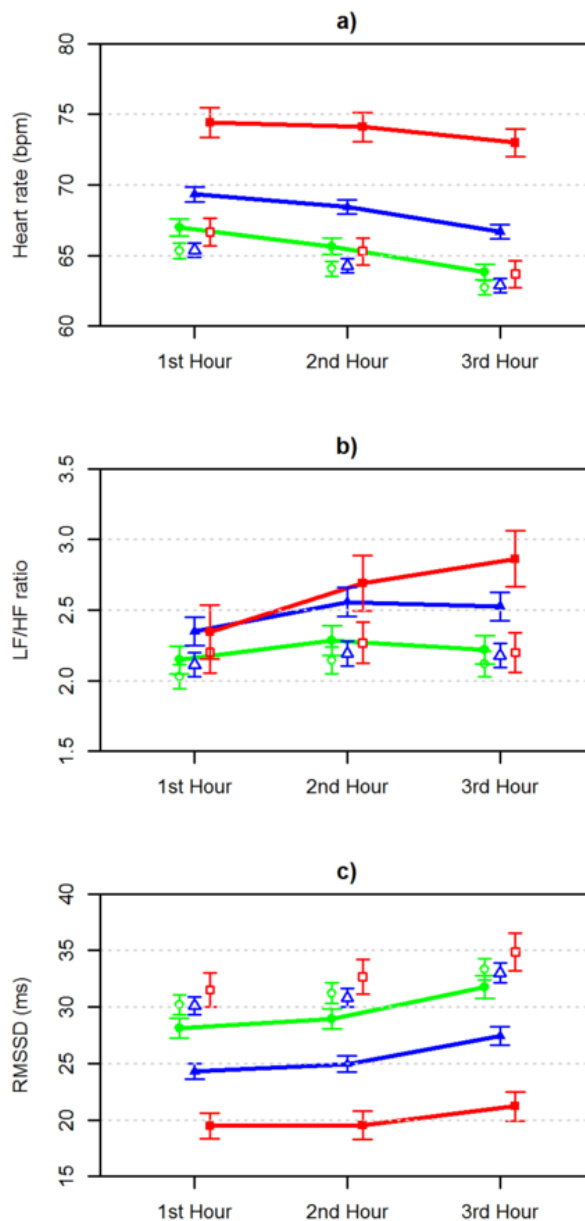 a)
Heart rate (bpm)
80
75
70
65
60
1st Hour 2nd Hour 3rd Hour
b)
LF/HF ratio
3.5
3.0
2.5
2.0
1.5
1st Hour 2nd Hour 3rd Hour
c)
RMSSD (ms)
40
35
30
25
20
15
1st Hour 2nd Hour 3rd Hour